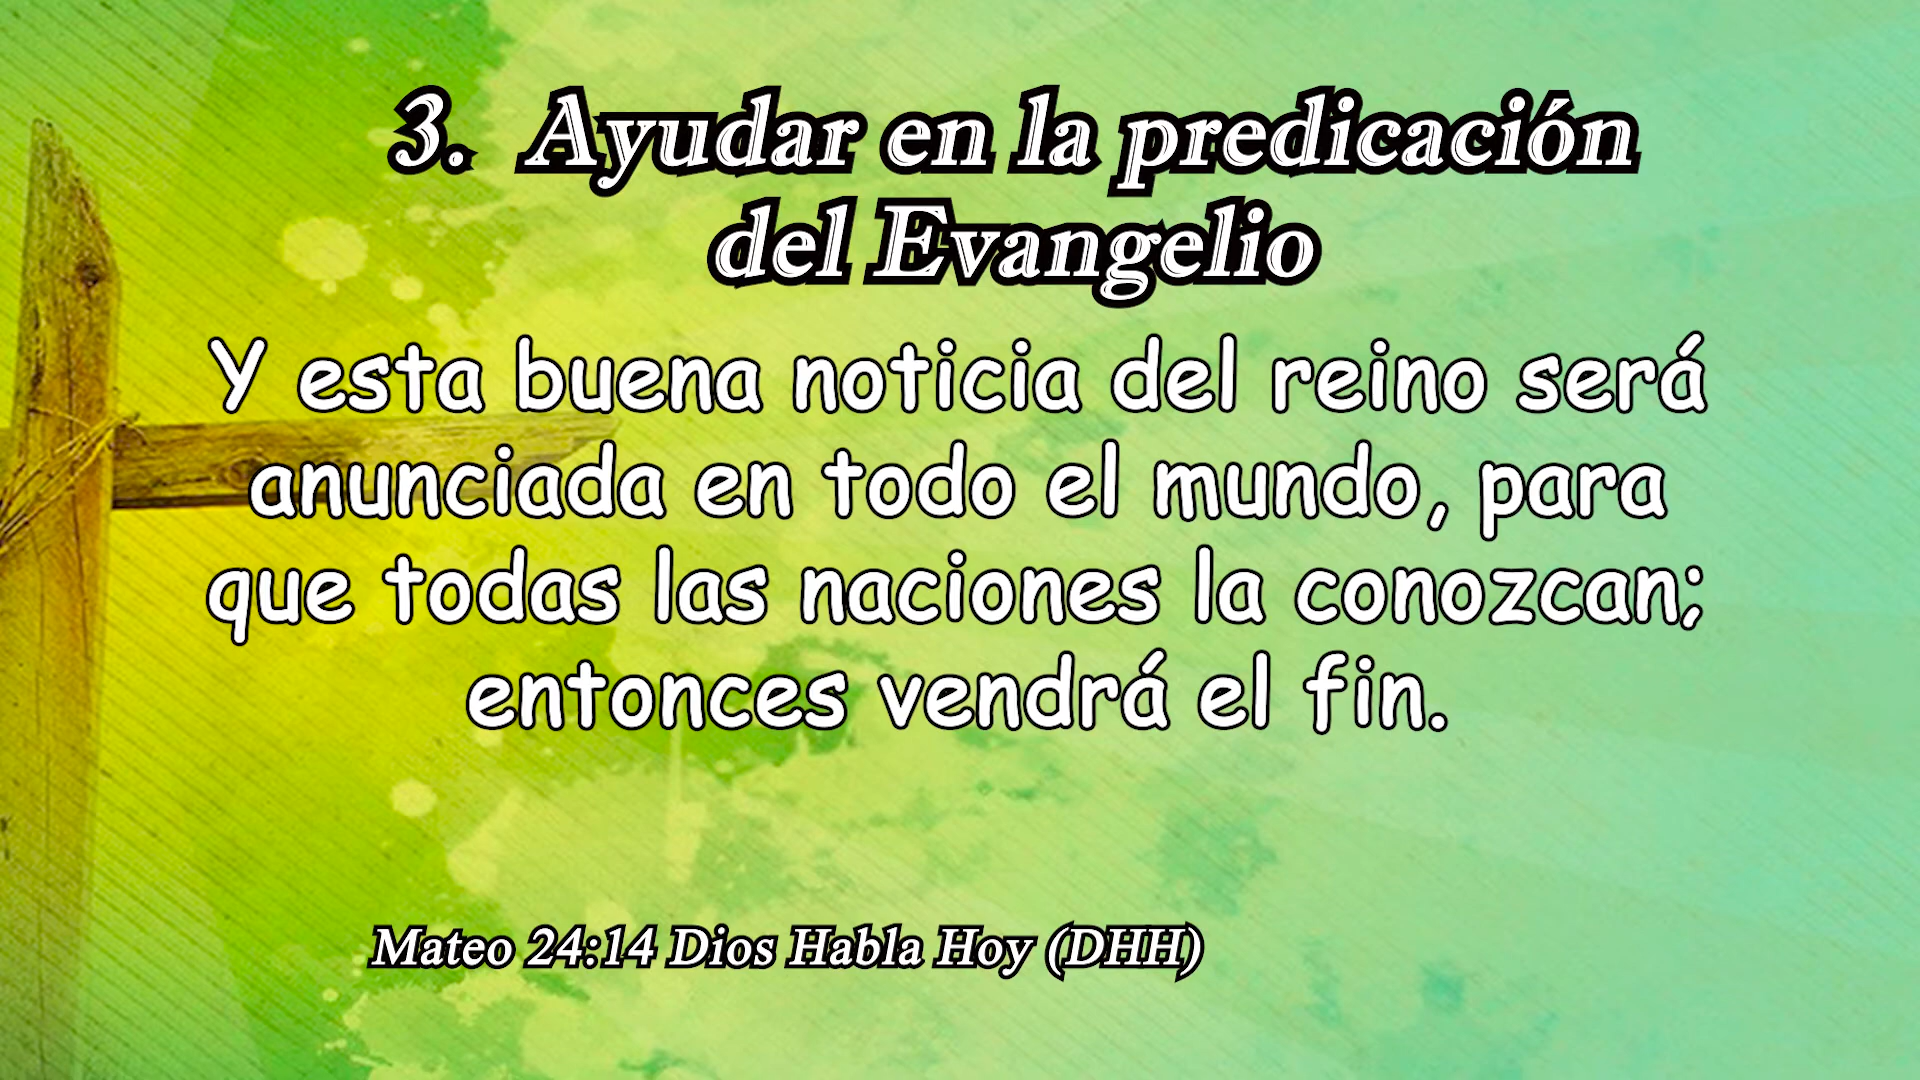 3. Ayudar en la predicación
del Evangelio
Y esta buena noticia del reino será
anunciada en todo el mundo, para
que todas las naciones la conozcan;
entonces vendrá el fin.
Mateo 24:14 Dios Habla Hoy (DHH)